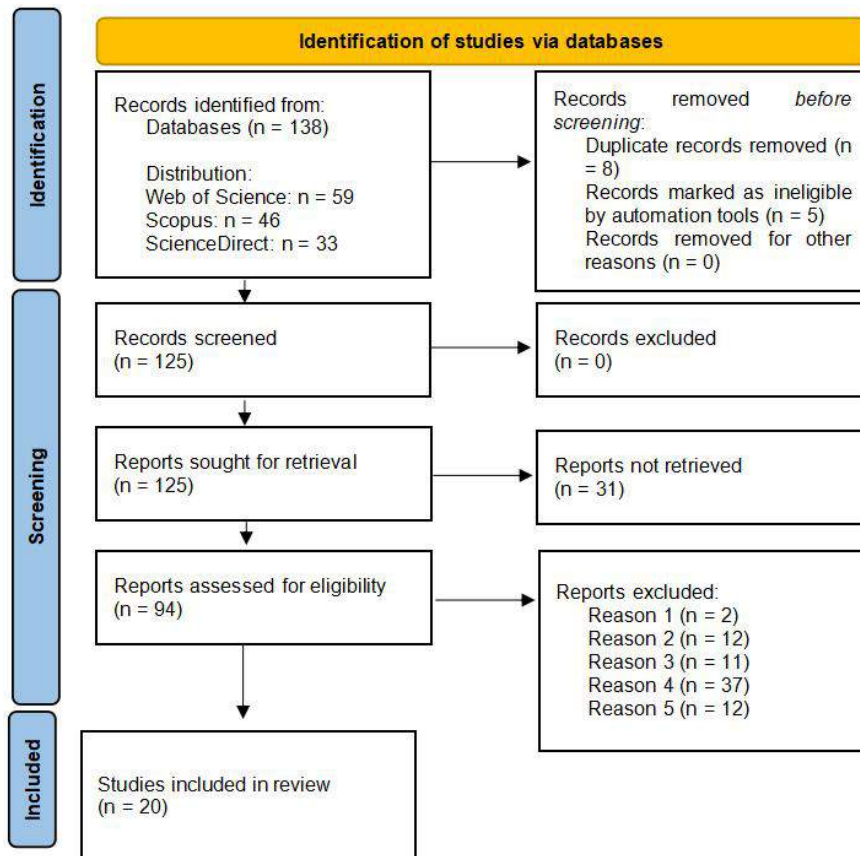 Identification of studies via databases
Identification
Records identified from:
Databases (n = 138)
Distribution:
Web of Science: n = 59
Scopus: n = 46
ScienceDirect: n = 33
Records removed before
screening:
Duplicate records removed (n
= 8)
Records marked as ineligible
by automation tools (n = 5)
Records removed for other
reasons (n = 0)
Screening
Records screened
(n = 125)
Records excluded
(n = 0)
Reports sought for retrieval
(n = 125)
Reports not retrieved
(n = 31)
Reports assessed for eligibility
(n = 94)
Reports excluded:
Reason 1 (n = 2)
Reason 2 (n = 12)
Reason 3 (n = 11)
Reason 4 (n = 37)
Reason 5 (n = 12)
Included
Studies included in review
(n = 20)